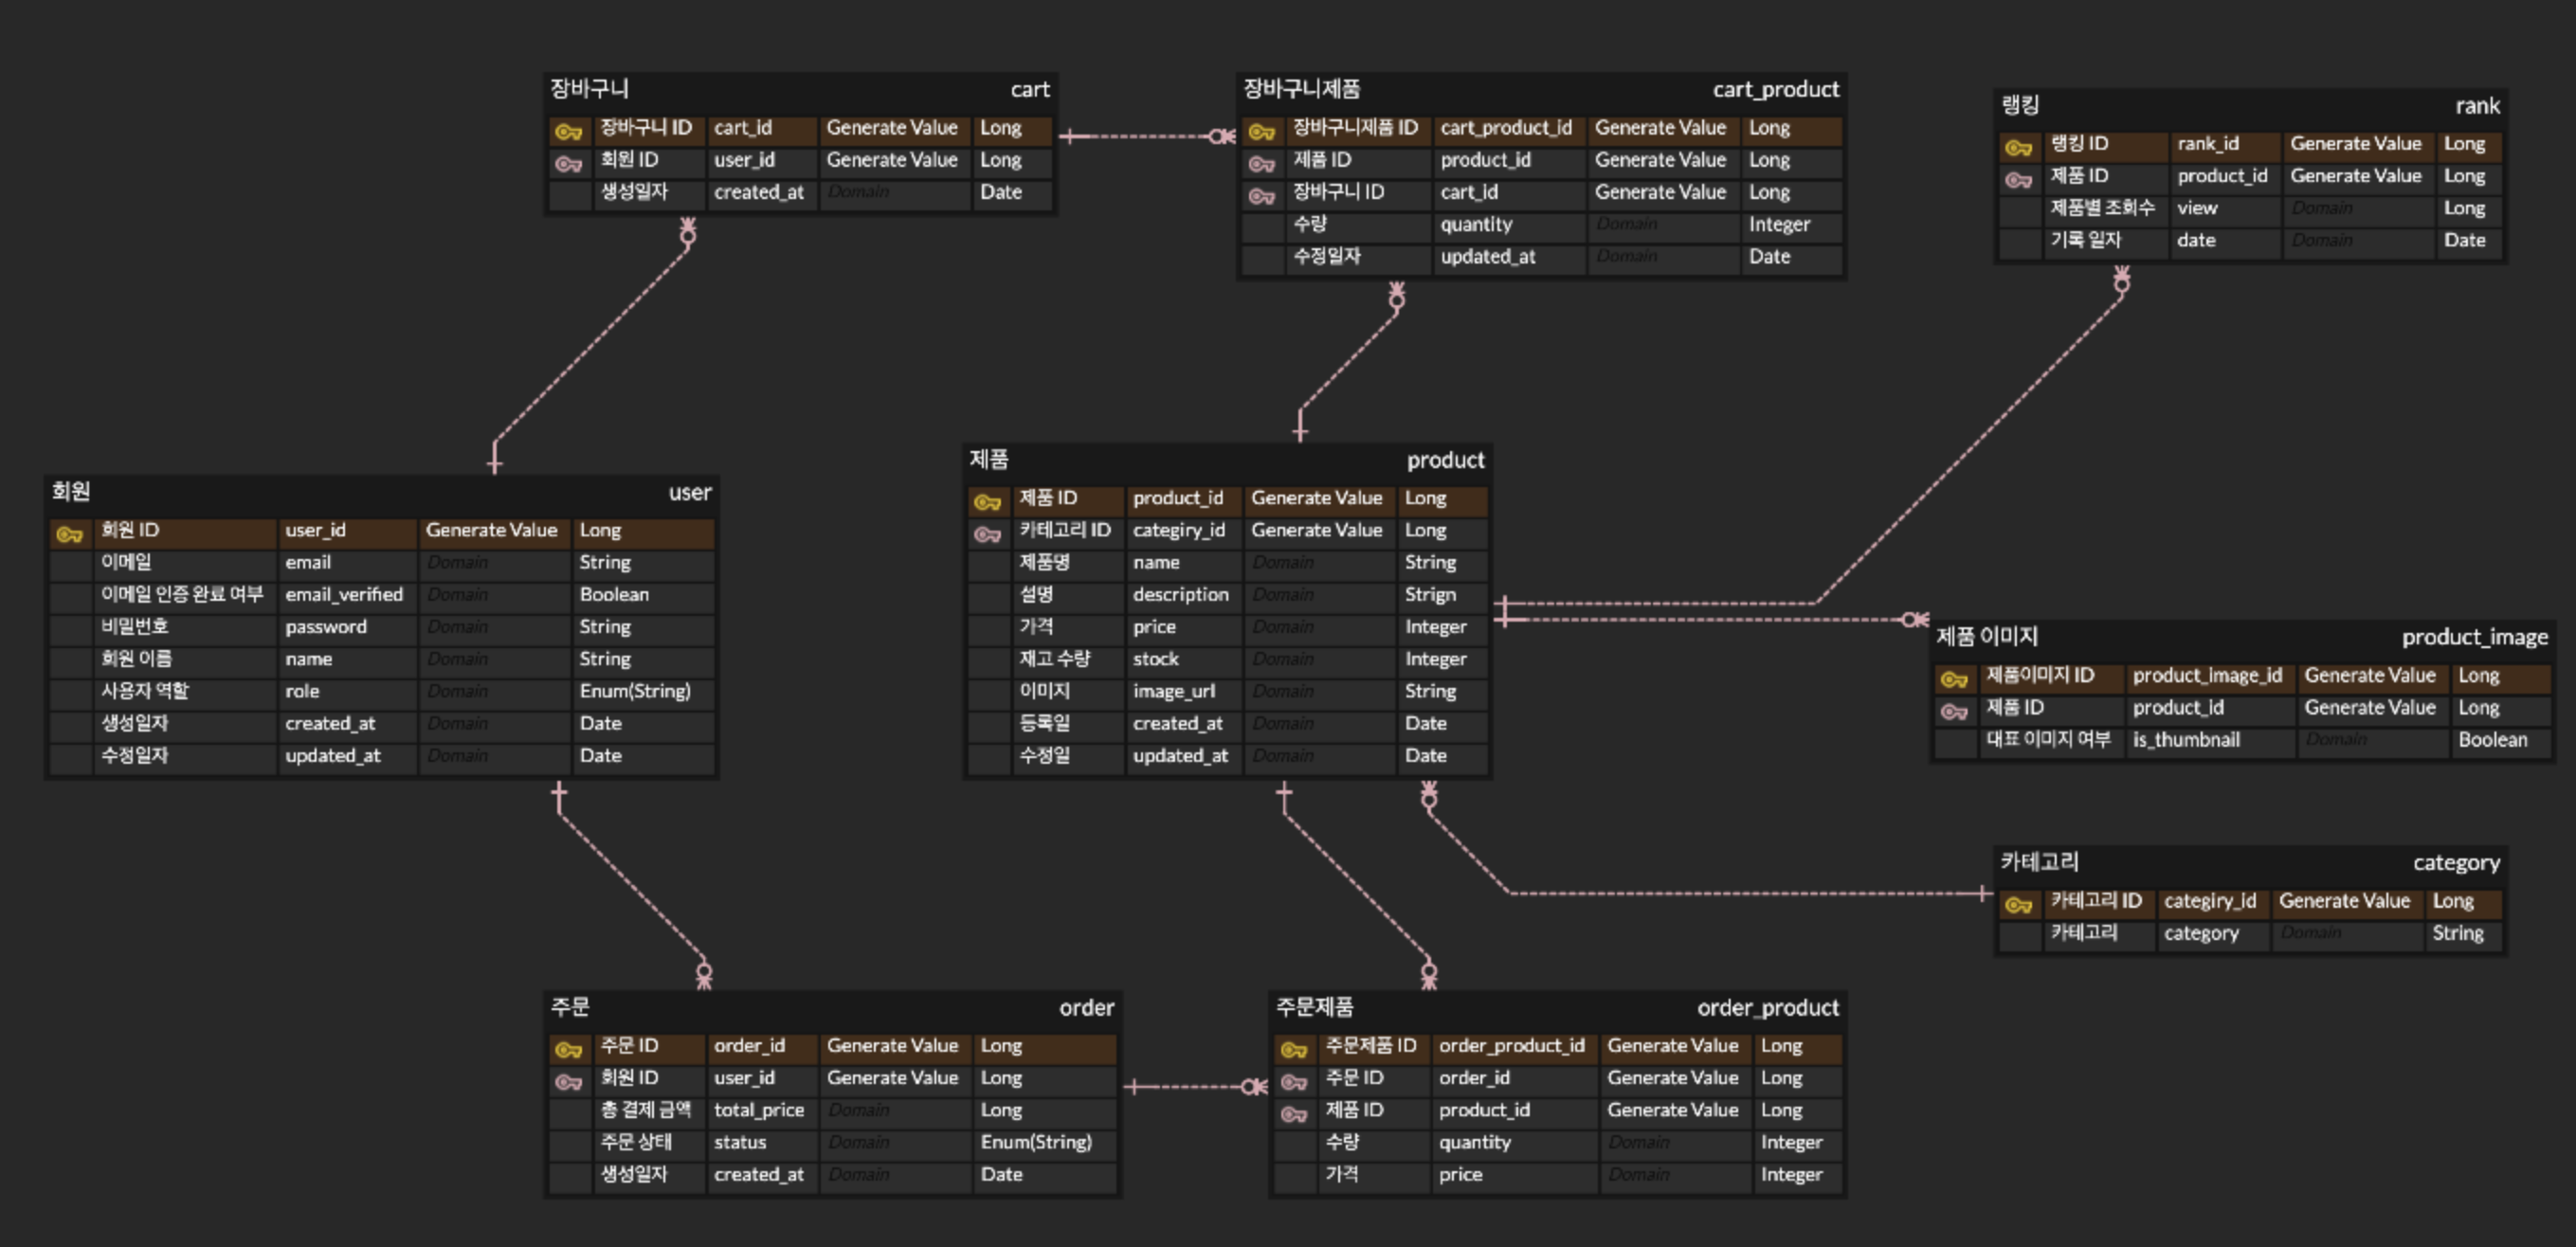 장바구니 cart
장바구니 ID cart_id Generate Value Long
회원 ID user_id Generate Value Long
생성일자 created_at Domain Date
장바구니제품 cart_product
장바구니제품 ID cart_product_id Generate Value Long
제품 ID product_id Generate Value Long
장바구니 ID cart_id Generate Value Long
수량 quantity Domain Integer
수정일자 updated_at Domain Date
랭킹 rank
랭킹 ID rank_id Generate Value Long
제품 ID product_id Generate Value Long
제품별 조회수 view Domain Long
기록 일자 date Domain Date
회원 user
회원 ID user_id Generate Value Long
이메일 email Domain String
이메일 인증 완료 여부 email_verified Domain Boolean
비밀번호 password Domain String
회원 이름 name Domain String
사용자 역할 role Domain Enum(String)
생성일자 created_at Domain Date
수정일자 updated_at Domain Date
제품 product
제품 ID product_id Generate Value Long
카테고리 ID categiry_id Generate Value Long
제품명 name Domain String
설명 description Domain Strign
가격 price Domain Integer
재고 수량 stock Domain Integer
이미지 image_url Domain String
등록일 created_at Domain Date
수정일 updated_at Domain Date
제품 이미지 product_image
제품이미지 ID product_image_id Generate Value Long
제품 ID product_id Generate Value Long
대표 이미지 여부 is_thumbnail Domain Boolean
카테고리 category
카테고리 ID categiry_id Generate Value Long
카테고리 category Domain String
주문 order
주문 ID order_id Generate Value Long
회원 ID user_id Generate Value Long
총 결제 금액 total_price Domain Long
주문 상태 status Domain Enum(String)
생성일자 created_at Domain Date
주문제품 order_product
주문제품 ID order_product_id Generate Value Long
주문 ID order_id Generate Value Long
제품 ID product_id Generate Value Long
수량 quantity Domain Integer
가격 price Domain Integer